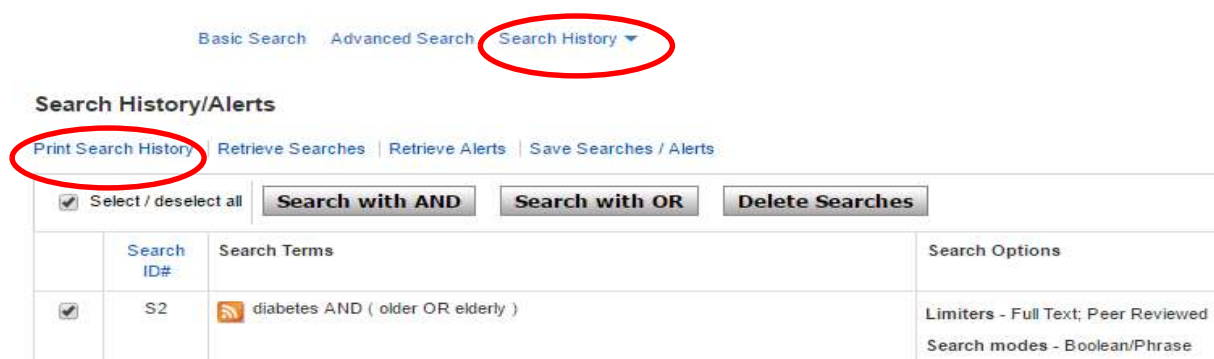 Basic Search Advanced Search Search History
Search History/Alerts
Print Search History | Retrieve Searches | Retrieve Alerts | Save Searches / Alerts
Select / deselect all Search with AND Search with OR Delete Searches
Search ID# Search Terms Search Options
S2 diabetes AND ( older OR elderly ) Limiters - Full Text; Peer Reviewed
Search modes - Boolean/Phrase